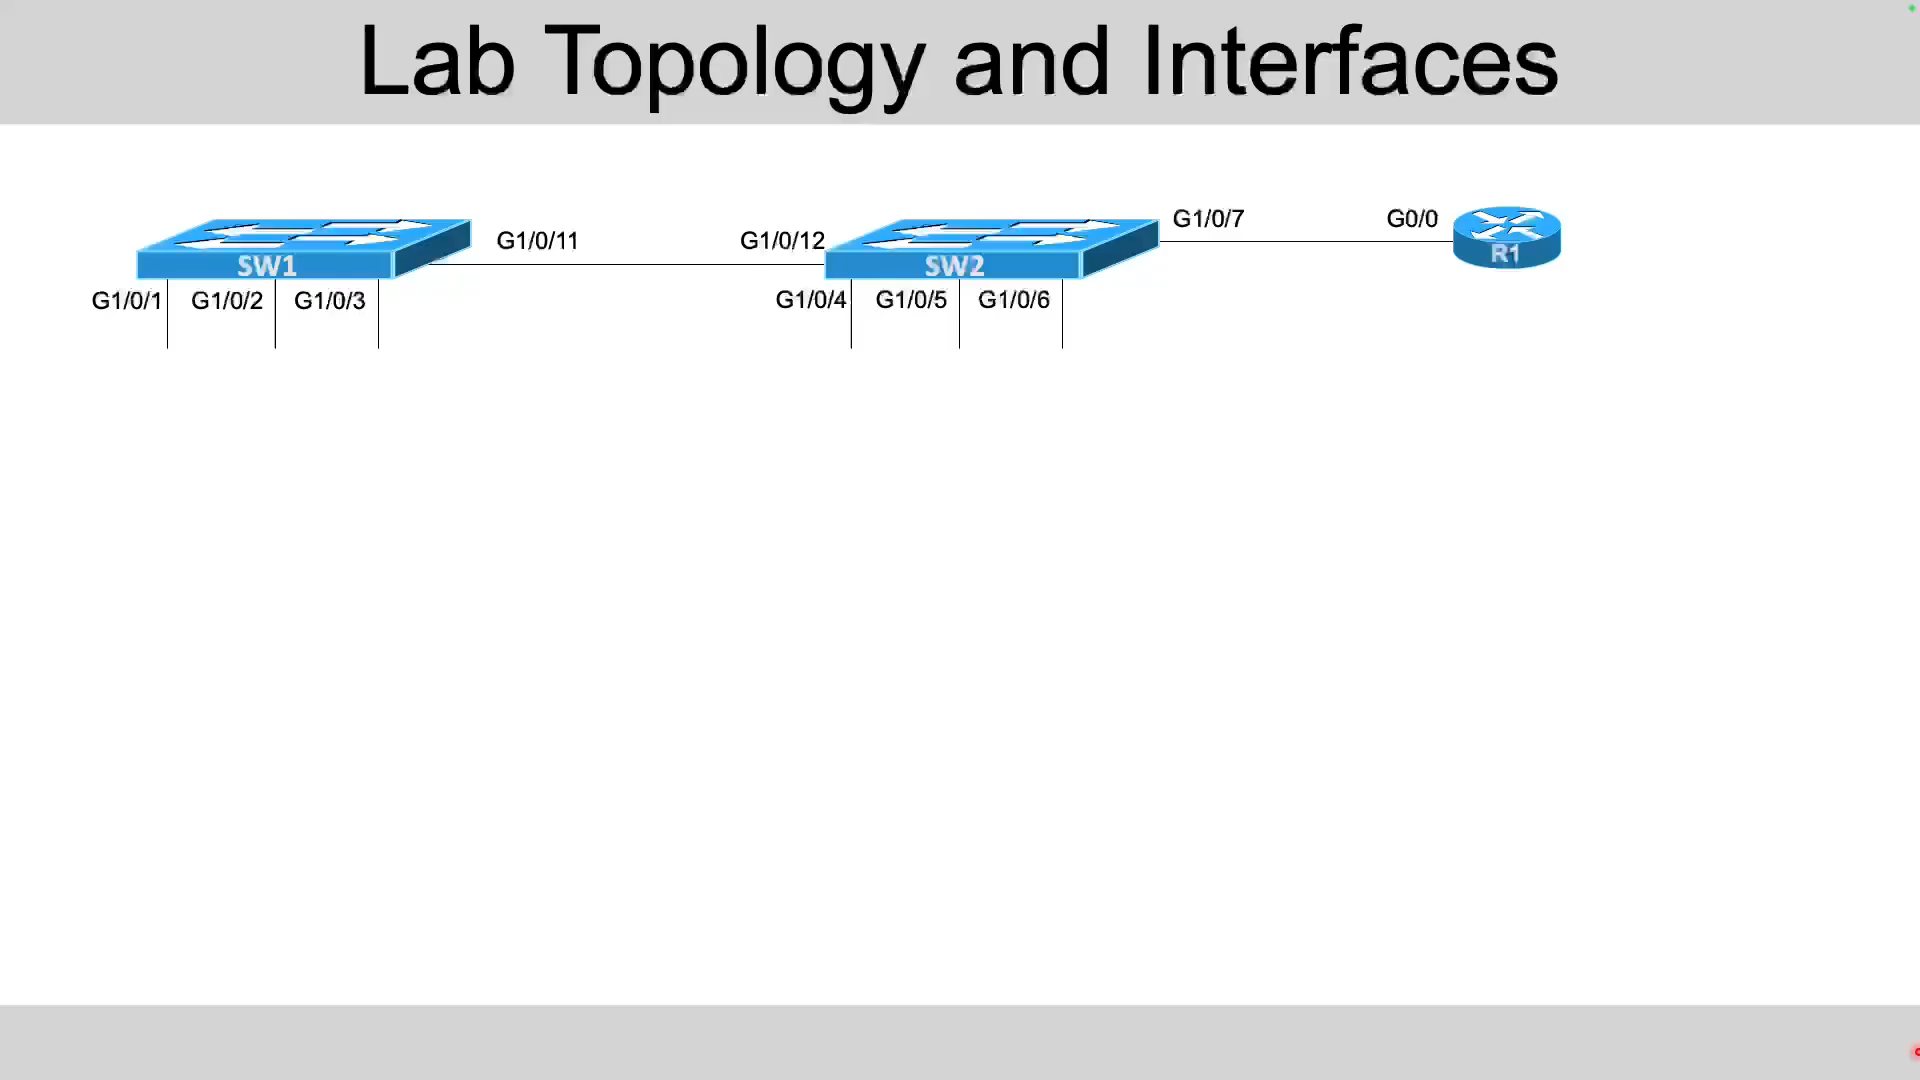 Lab Topology and Interfaces
G1/0/11 G1/0/12 G1/0/7 G0/0
SW1 SW2 R1
G1/0/1 G1/0/2 G1/0/3 G1/0/4 G1/0/5 G1/0/6